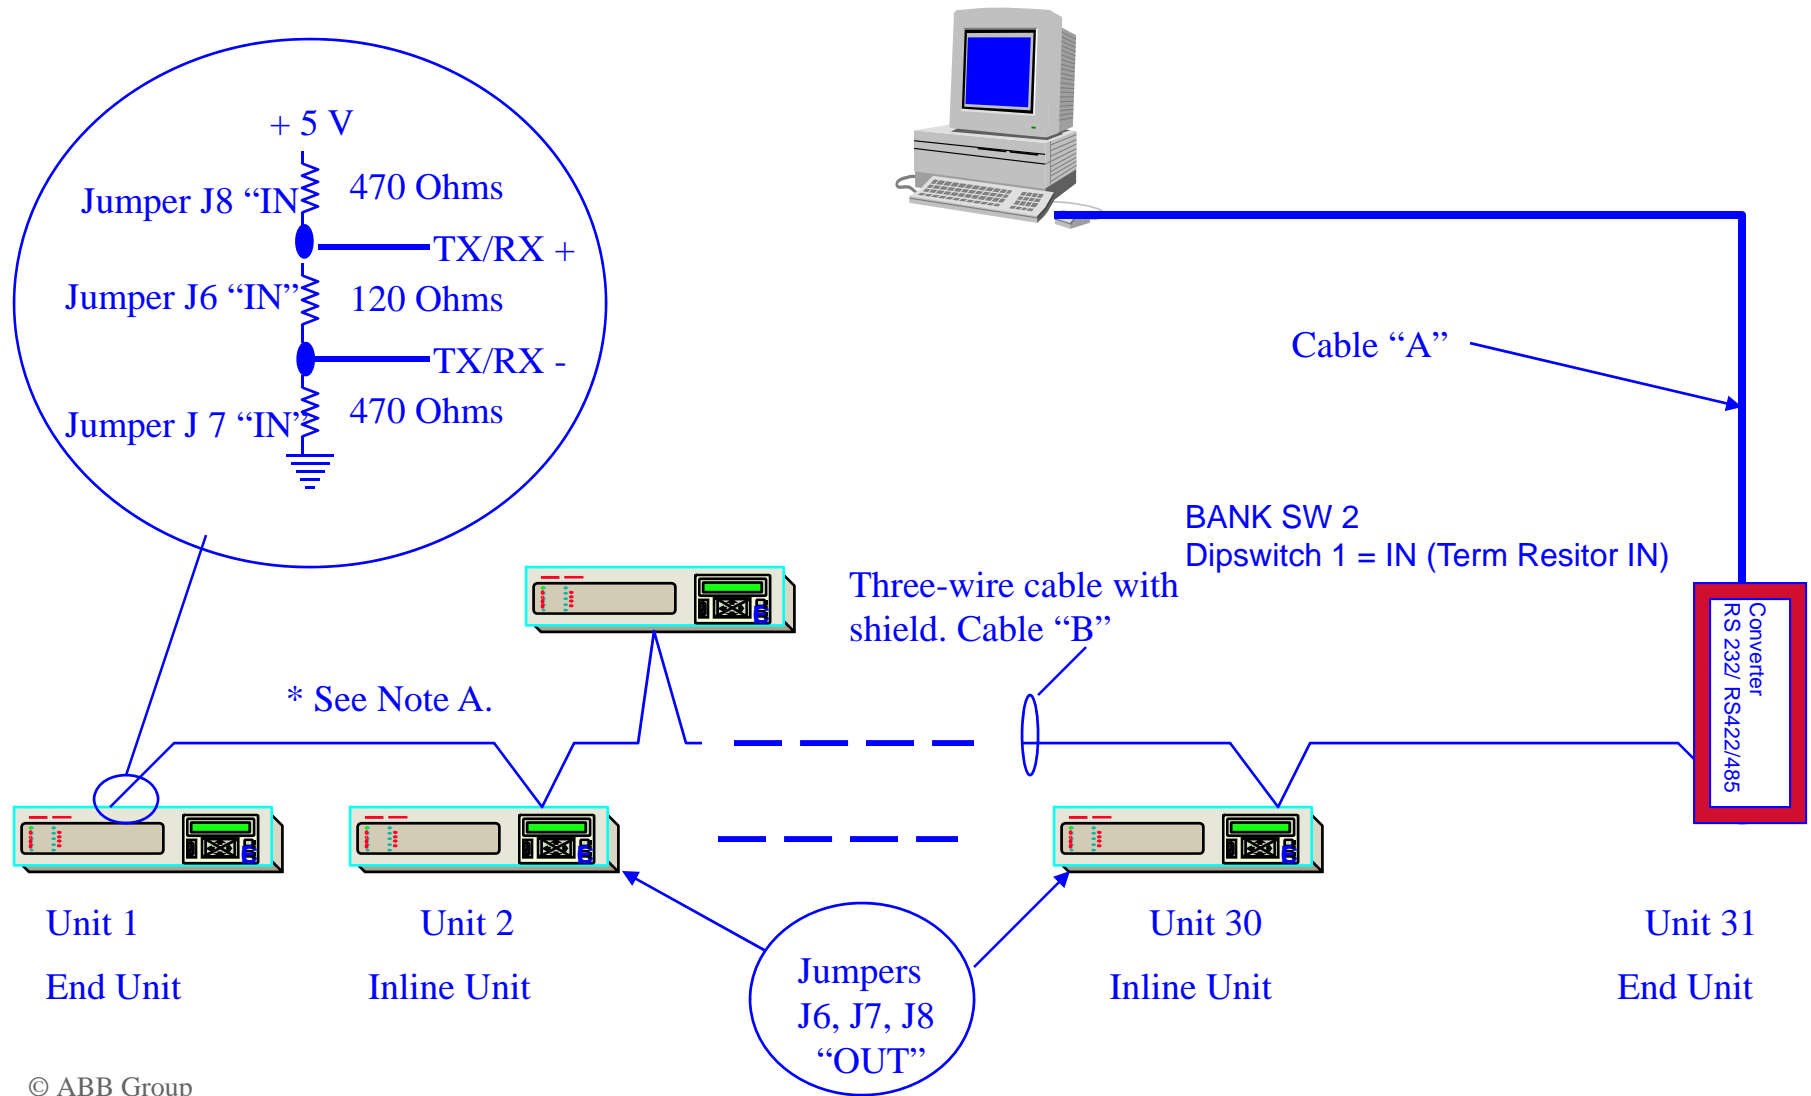 + 5 V
Jumper J8 “IN
470 Ohms
TX/RX +
Jumper J6 “IN”
120 Ohms
TX/RX -
Jumper J 7 “IN”
470 Ohms
Cable “A”
BANK SW 2
Dipswitch 1 = IN (Term Resitor IN)
Three-wire cable with
shield. Cable “B”
Converter
RS 232/ RS422/485
* See Note A.
E
E
E
E
Unit 1
End Unit
Unit 2
Inline Unit
Jumpers
J6, J7, J8
“OUT”
Unit 30
Inline Unit
Unit 31
End Unit
© ABB Group